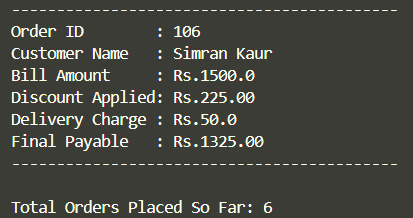 ------------------------------------------
Order ID        : 106
Customer Name   : Simran Kaur
Bill Amount     : Rs.1500.0
Discount Applied: Rs.225.00
Delivery Charge : Rs.50.0
Final Payable   : Rs.1325.00
------------------------------------------
Total Orders Placed So Far: 6